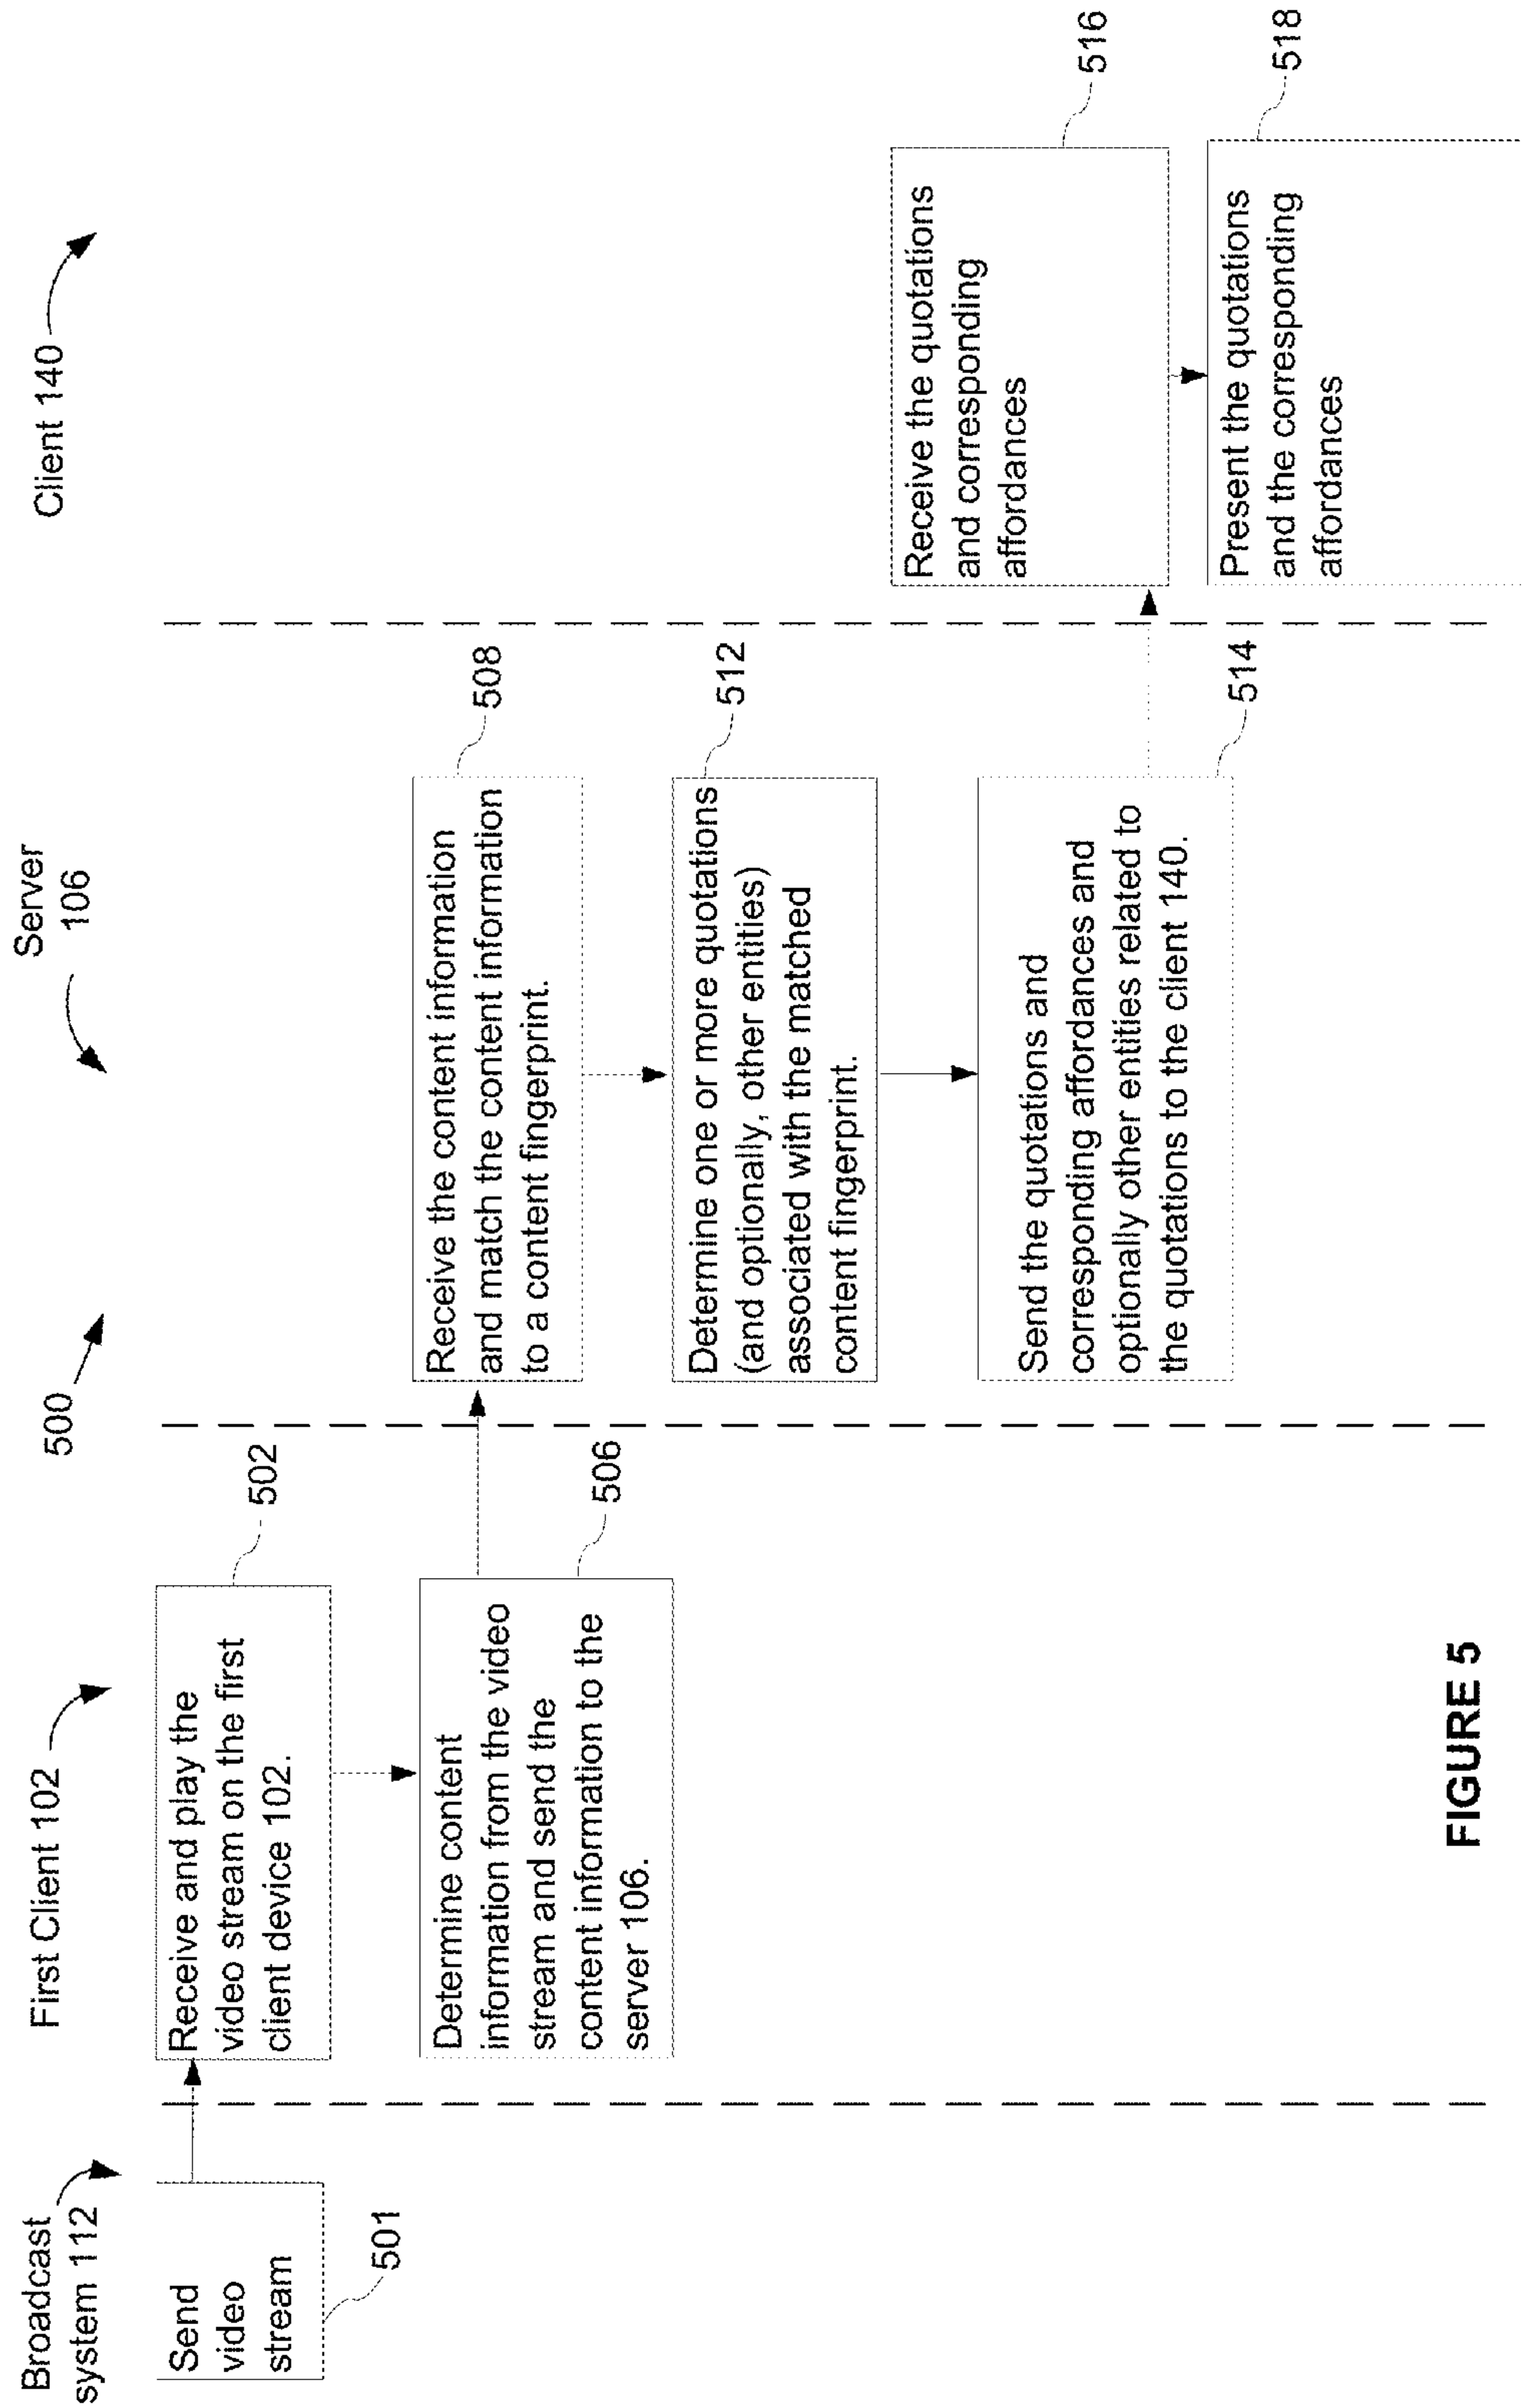 Broadcast
system 112
First Client 102
500
Server
106
Client 140
Send
video
stream
501
Receive and play the
video stream on the first
client device 102.
502
Determine content
information from the video
stream and send the
content information to the
server 106.
506
Receive the content information
and match the content information
to a content fingerprint.
508
Determine one or more quotations
(and optionally, other entities)
associated with the matched
content fingerprint.
512
Send the quotations and
corresponding affordances and
optionally other entities related to
the quotations to the client 140.
514
Receive the quotations
and corresponding
affordances
516
Present the quotations
and the corresponding
affordances
518
FIGURE 5